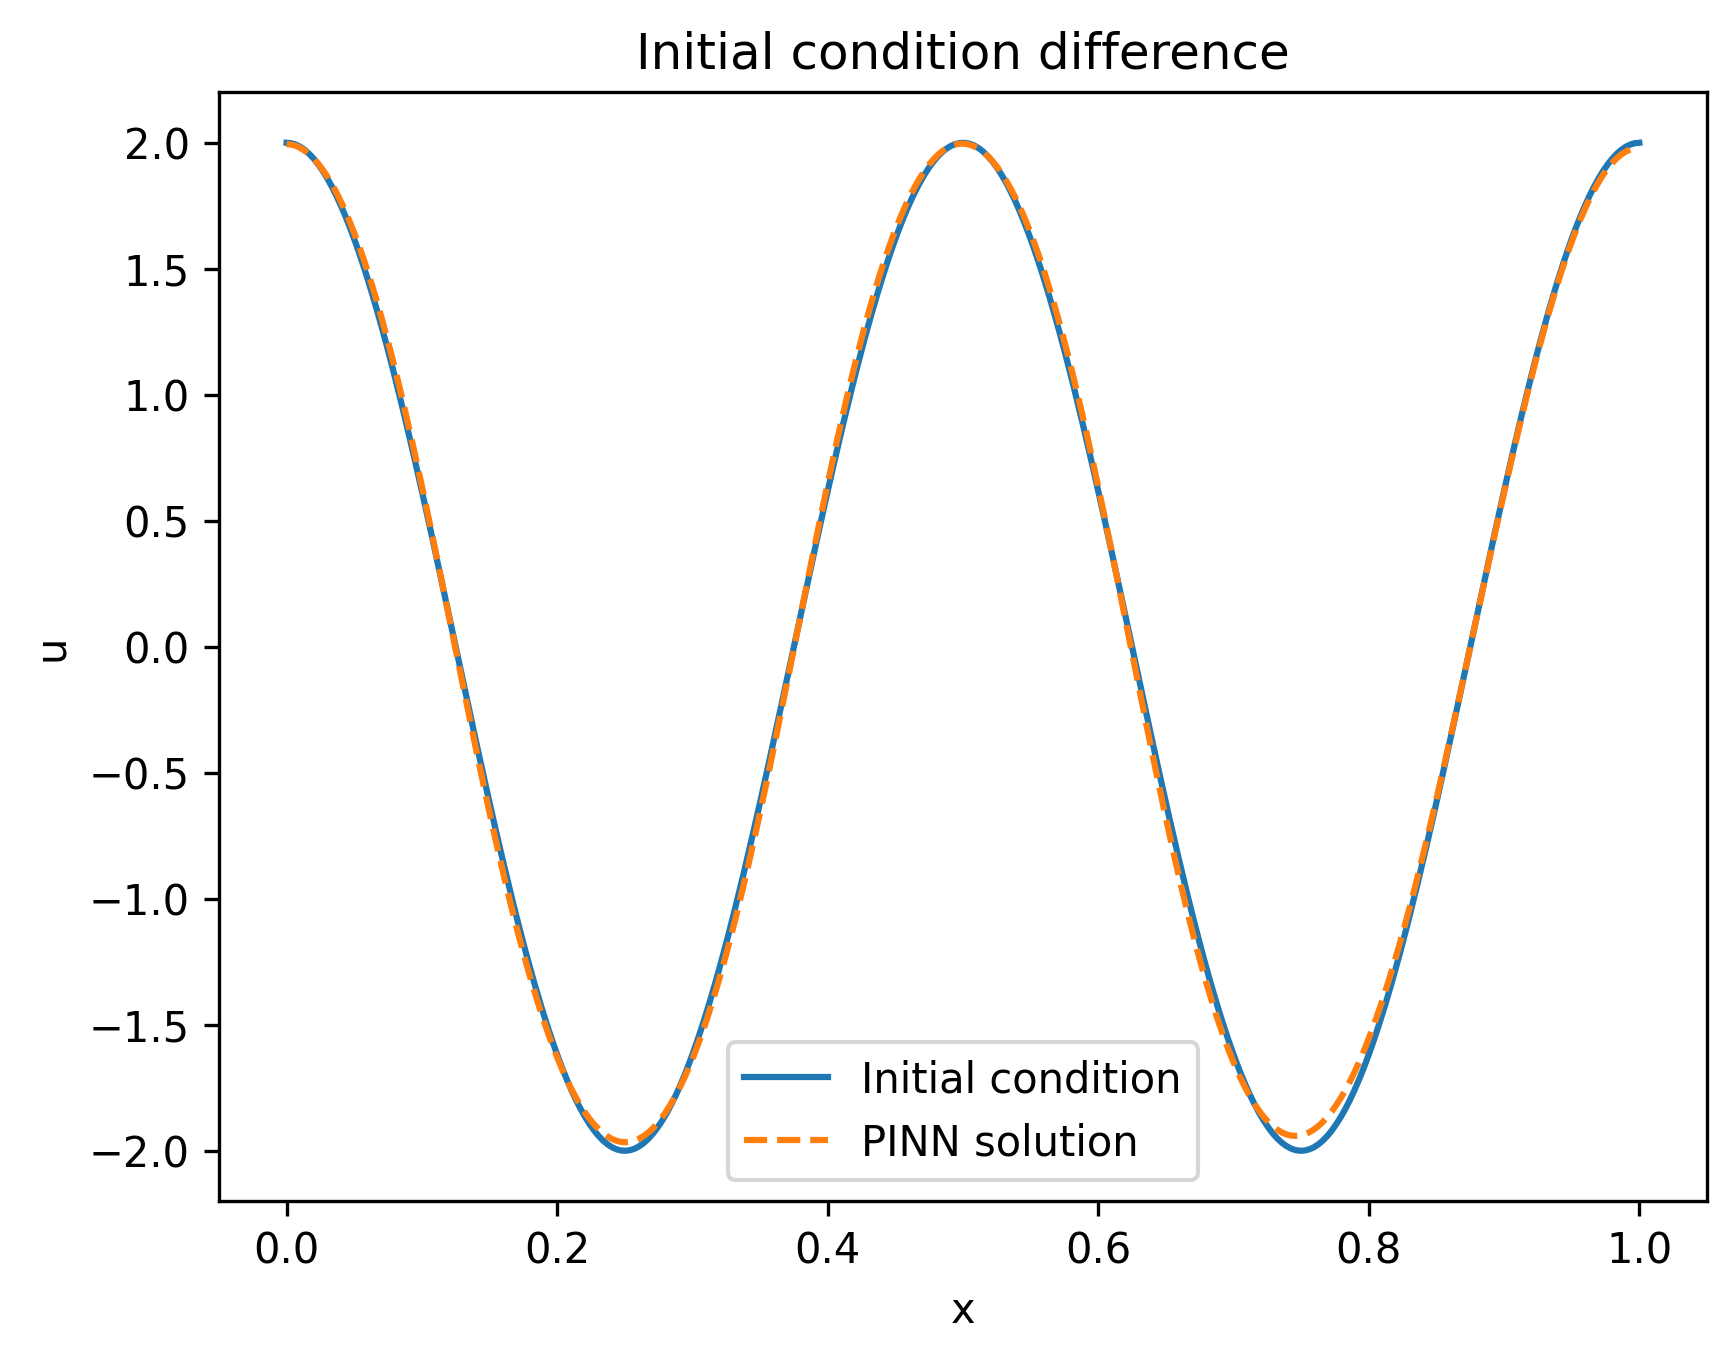 Initial condition difference
2.0
1.5
1.0
0.5
0.0
−0.5
−1.0
−1.5
−2.0
u
Initial condition
PINN solution
0.0 0.2 0.4 0.6 0.8 1.0
x